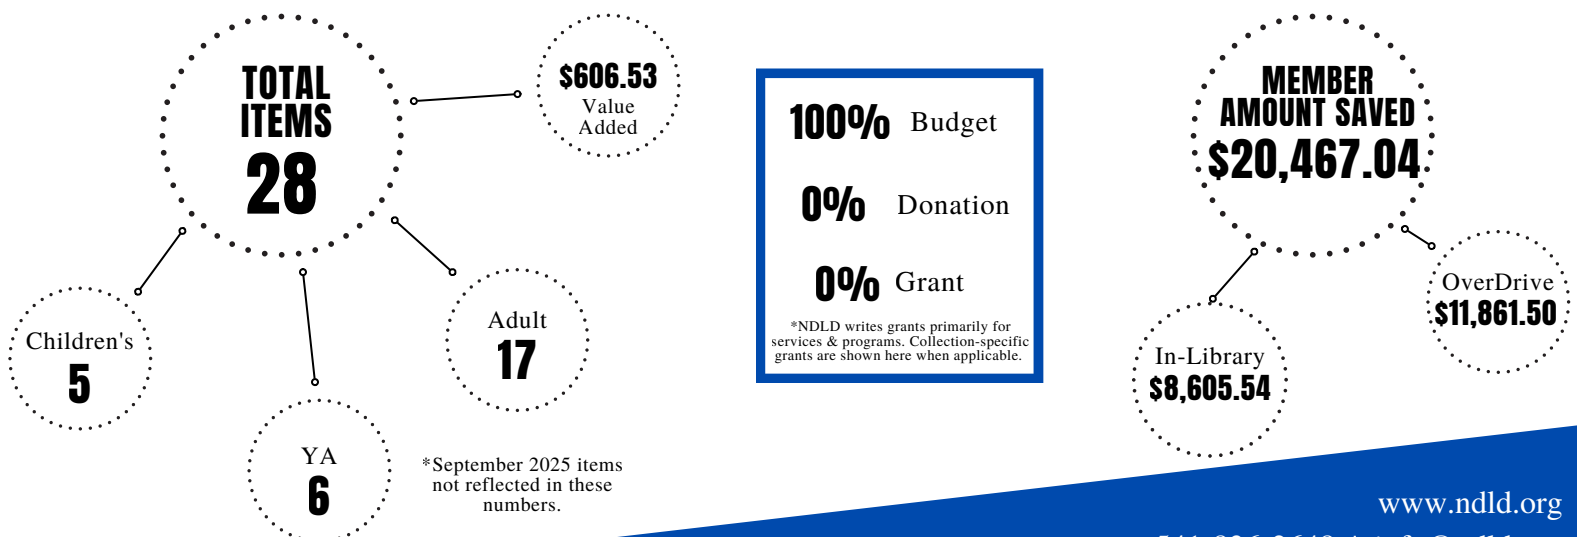 TOTAL
ITEMS
28
$606.53
Value
Added
Children's
5
YA
6
Adult
17
*September 2025 items
not reflected in these
numbers.
100% Budget
0% Donation
0% Grant
*NDLD writes grants primarily for
services & programs. Collection-specific
grants are shown here when applicable.
MEMBER
AMOUNT SAVED
$20,467.04
In-Library
$8,605.54
OverDrive
$11,861.50
www.ndld.org